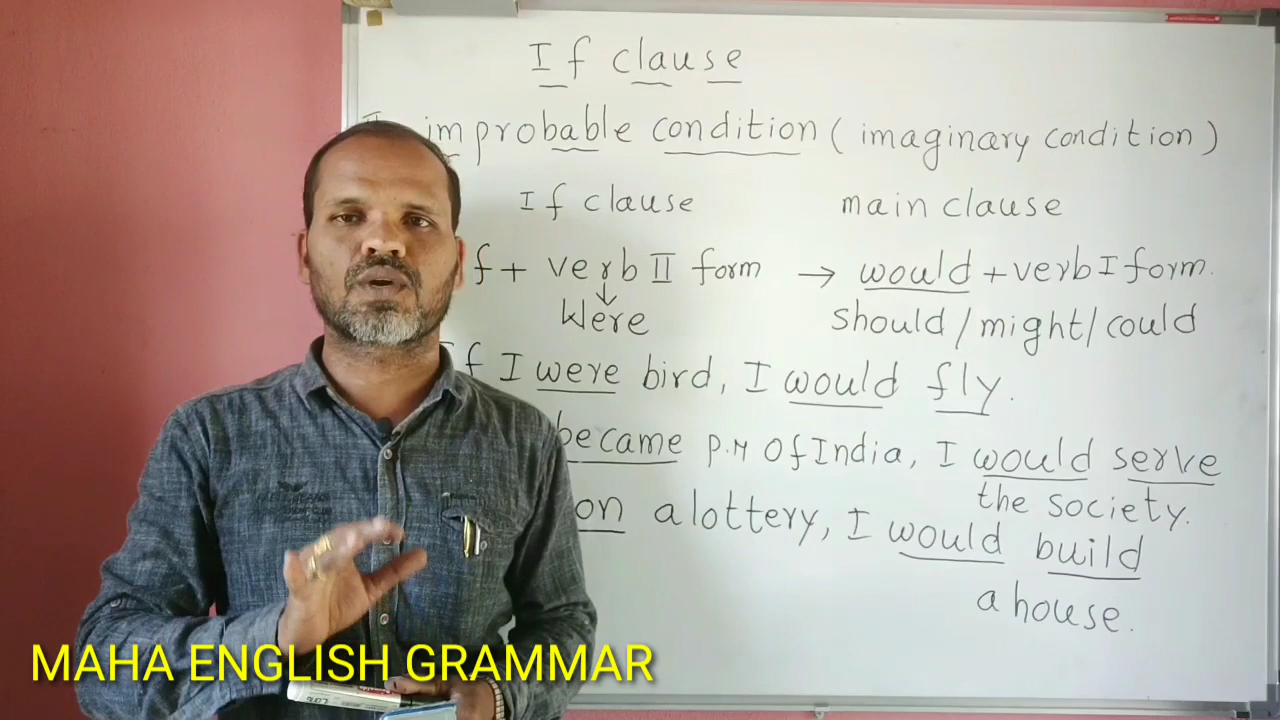 If clause
II improbable condition ( imaginary condition )
If clause main clause
f + verb II form → would + verb I form.
↓
were should / might / could
If I were bird, I would fly.
became P.M of India, I would serve
the society.
on a lottery, I would build
a house.
MAHA ENGLISH GRAMMAR